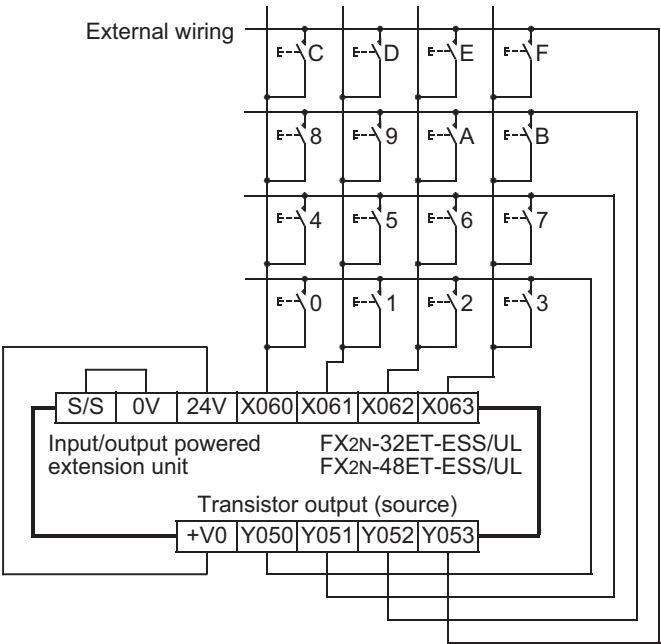 External wiring
C D E F
8 9 A B
4 5 6 7
0 1 2 3
S/S 0V 24V X060 X061 X062 X063
Input/output powered FX2N-32ET-ESS/UL
extension unit FX2N-48ET-ESS/UL
Transistor output (source)
+V0 Y050 Y051 Y052 Y053